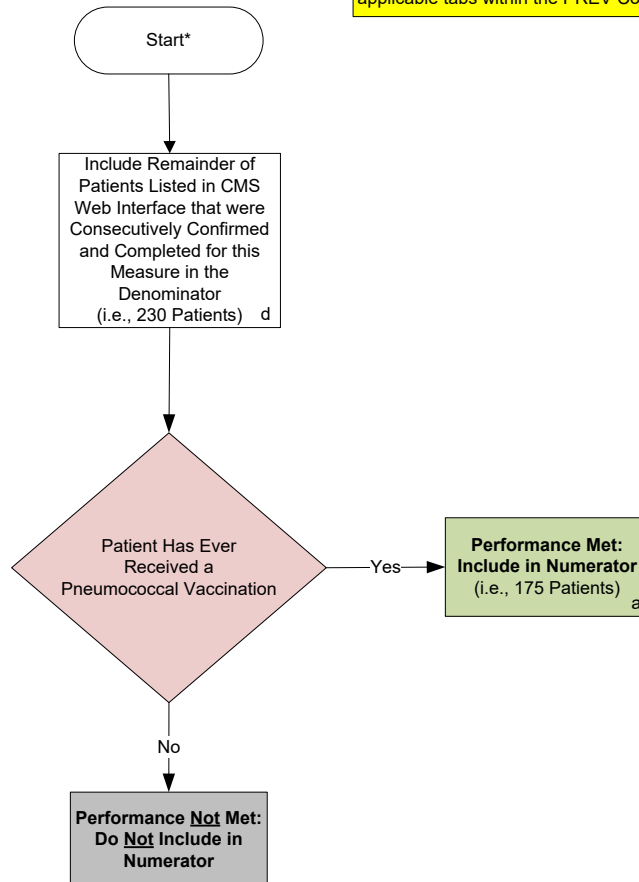 applicable tabs within the PREV
Start*
Include Remainder of
Patients Listed in CMS
Web Interface that were
Consecutively Confirmed
and Completed for this
Measure in the
Denominator
(i.e., 230 Patients) d
Patient Has Ever
Received a
Pneumococcal Vaccination
Yes
Performance Met:
Include in Numerator
(i.e., 175 Patients)
a
No
Performance Not Met:
Do Not Include in
Numerator